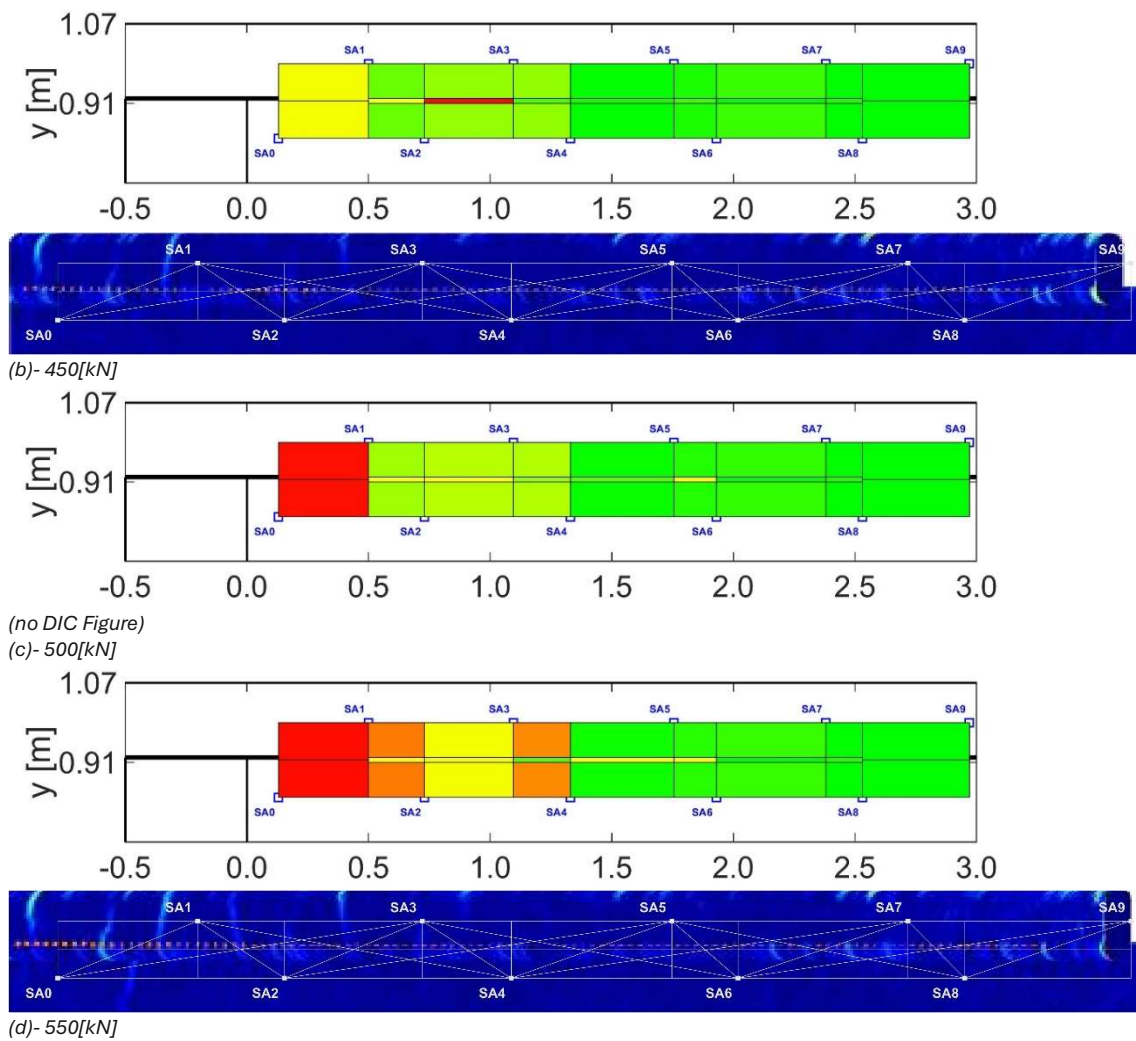 1.07
SA1 SA3 SA5 SA7 SA9
y [m]
0.91
SA0 SA2 SA4 SA6 SA8
-0.5 0.0 0.5 1.0 1.5 2.0 2.5 3.0
SA1 SA3 SA5 SA7 SA9
SA0 SA2 SA4 SA6 SA8
(b)- 450[kN]
1.07
SA1 SA3 SA5 SA7 SA9
y [m]
0.91
SA0 SA2 SA4 SA6 SA8
-0.5 0.0 0.5 1.0 1.5 2.0 2.5 3.0
(no DIC Figure)
(c)- 500[kN]
1.07
SA1 SA3 SA5 SA7 SA9
y [m]
0.91
SA0 SA2 SA4 SA6 SA8
-0.5 0.0 0.5 1.0 1.5 2.0 2.5 3.0
SA1 SA3 SA5 SA7 SA9
SA0 SA2 SA4 SA6 SA8
(d)- 550[kN]